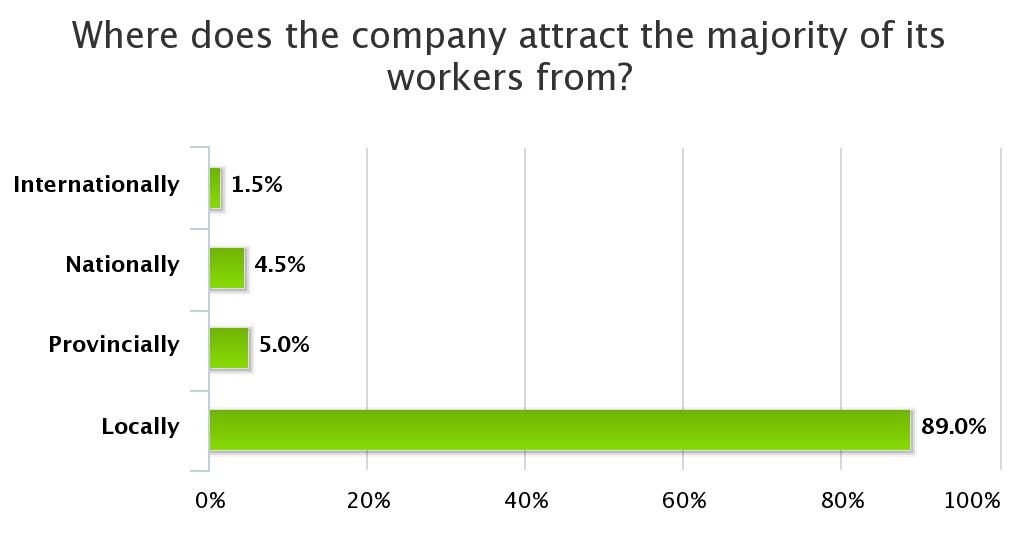 Where does the company attract the majority of its
workers from?
Internationally 1.5%
Nationally 4.5%
Provincially 5.0%
Locally 89.0%
0% 20% 40% 60% 80% 100%